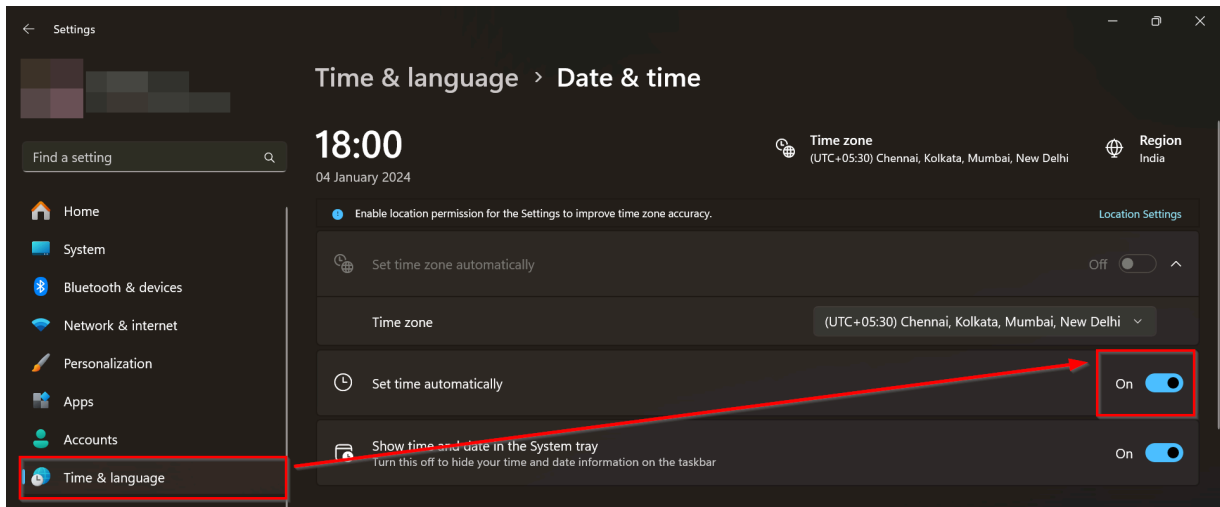 Settings
Time & language > Date & time
Find a setting
18:00
04 January 2024
Time zone
(UTC+05:30) Chennai, Kolkata, Mumbai, New Delhi
Region
India
Home
System
Bluetooth & devices
Network & internet
Personalization
Apps
Accounts
Time & language
Enable location permission for the Settings to improve time zone accuracy.
Location Settings
Set time zone automatically
Off
Time zone
(UTC+05:30) Chennai, Kolkata, Mumbai, New Delhi
Set time automatically
On
Show time and date in the System tray
Turn this off to hide your time and date information on the taskbar
On